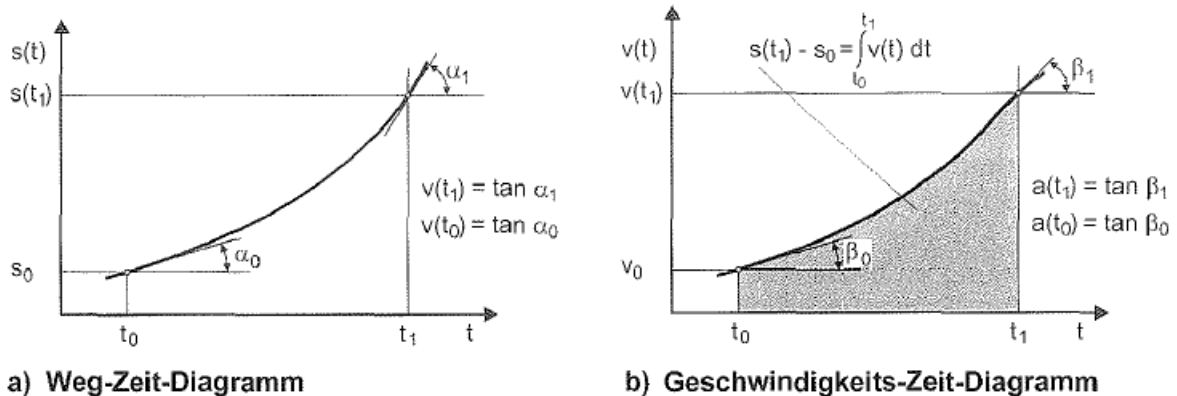 s(t)
s(t₁)
α₁
v(t₁) = tan α₁
v(t₀) = tan α₀
α₀
s₀
t₀
t₁
t
a) Weg-Zeit-Diagramm
v(t)
s(t₁) - s₀ = ∫ v(t) dt
t₁
t₀
v(t₁)
β₁
a(t₁) = tan β₁
a(t₀) = tan β₀
β₀
v₀
t₀
t₁
t
b) Geschwindigkeits-Zeit-Diagramm